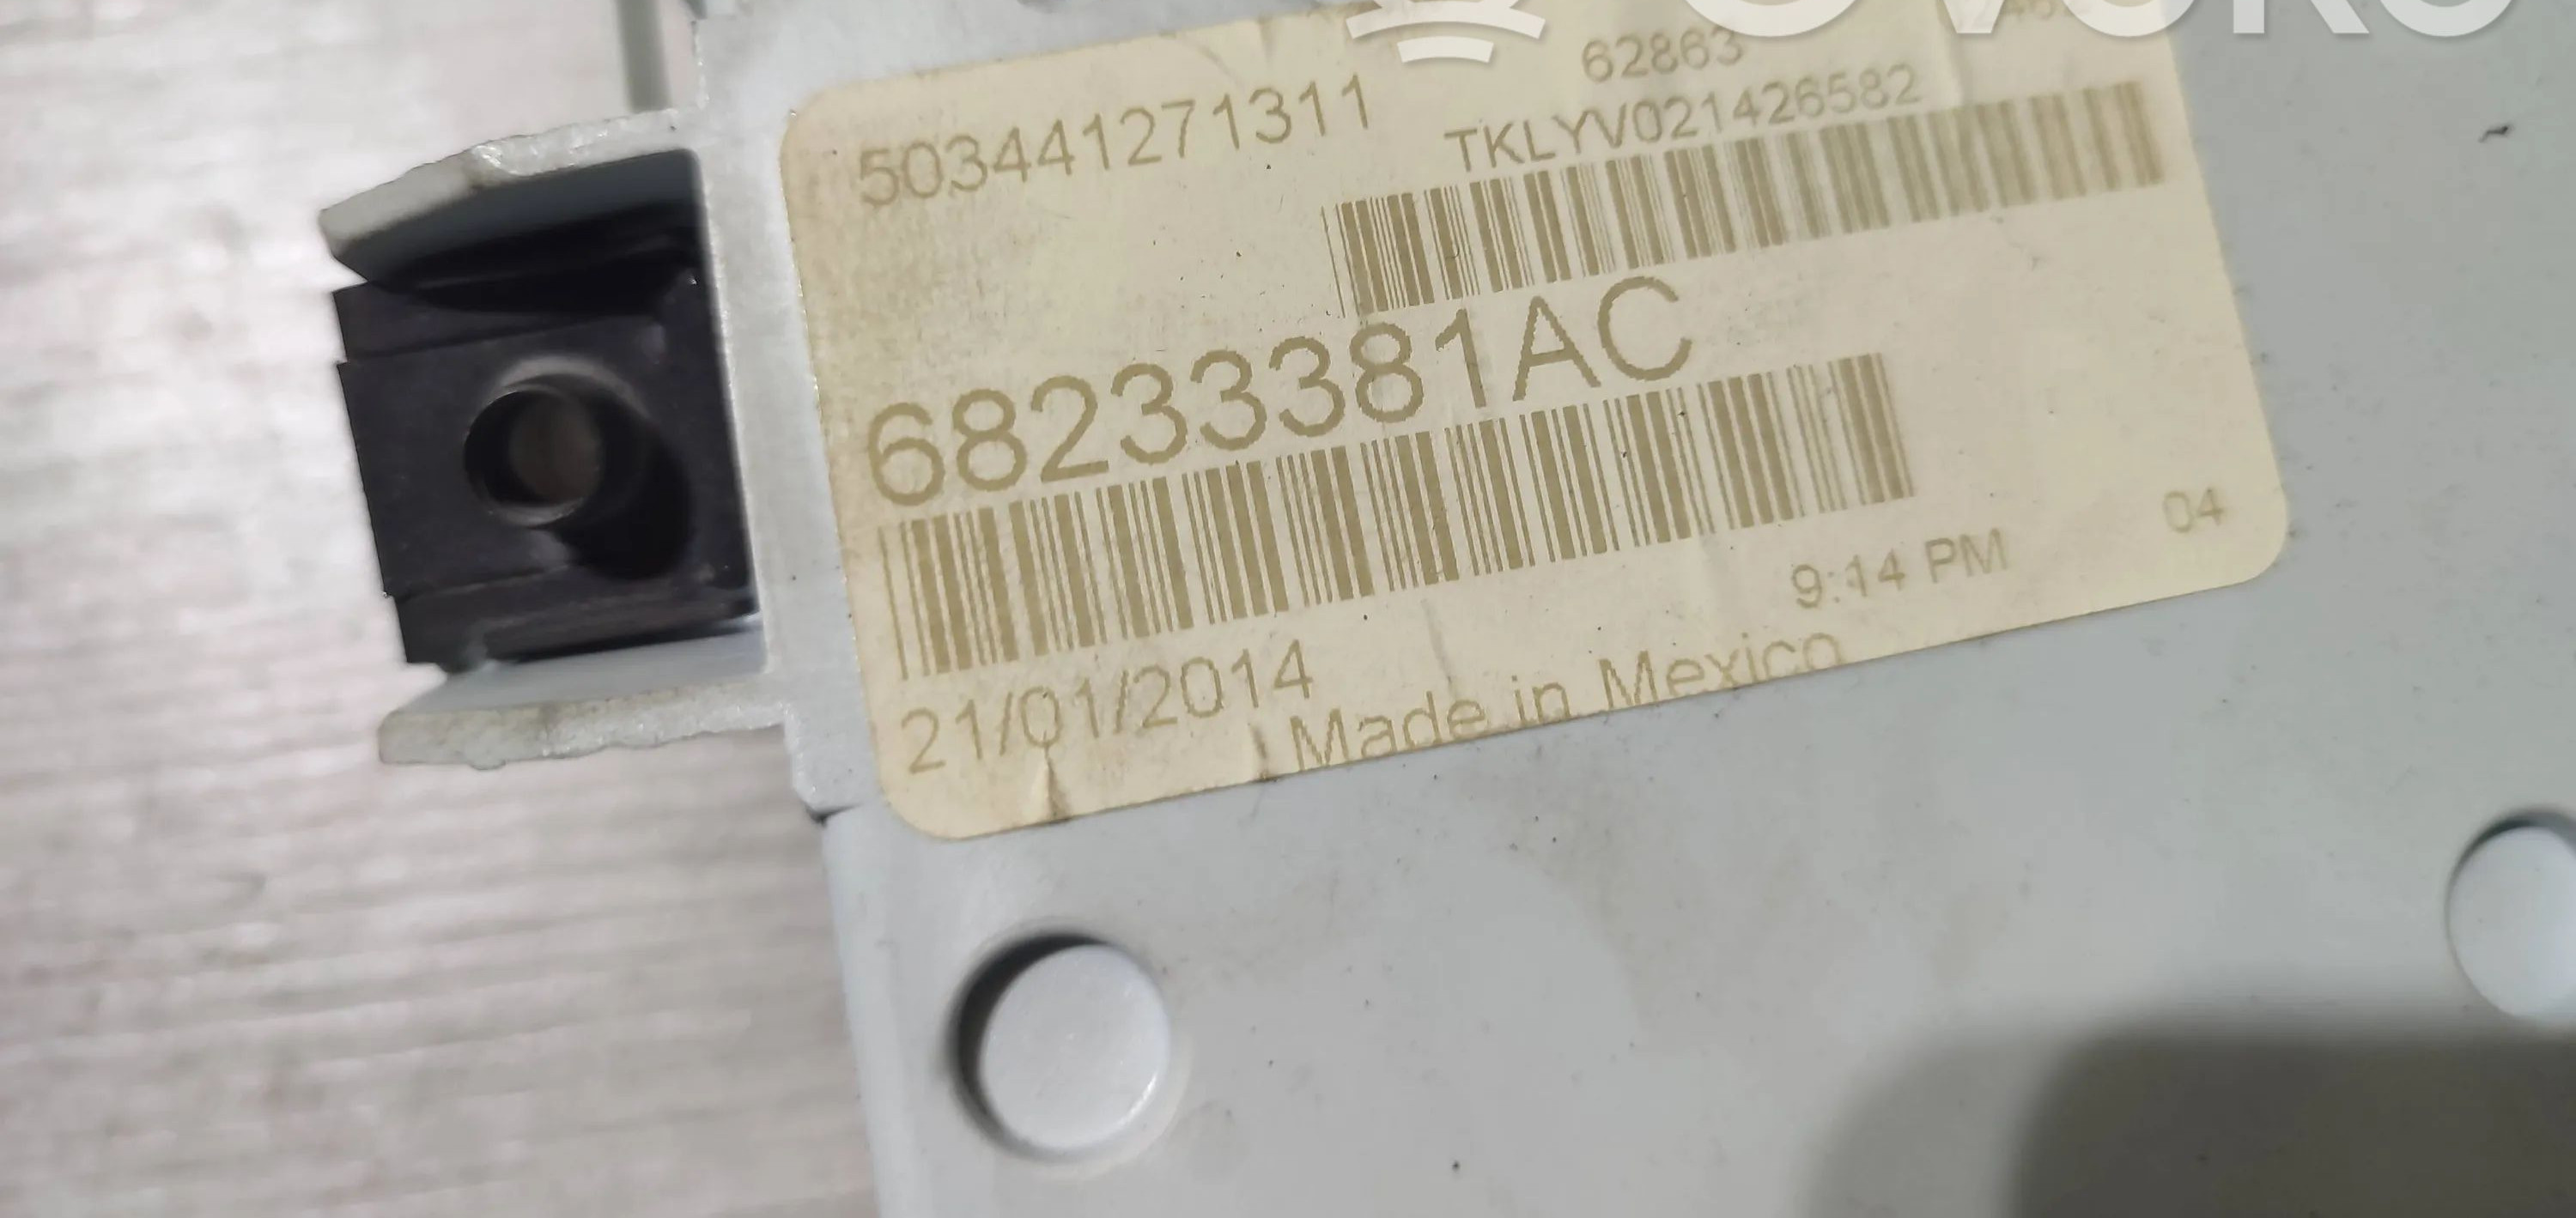 62863
503441271311
TKLYV021426582
68233381AC
9:14 PM
04
21/01/2014
Made in Mexico